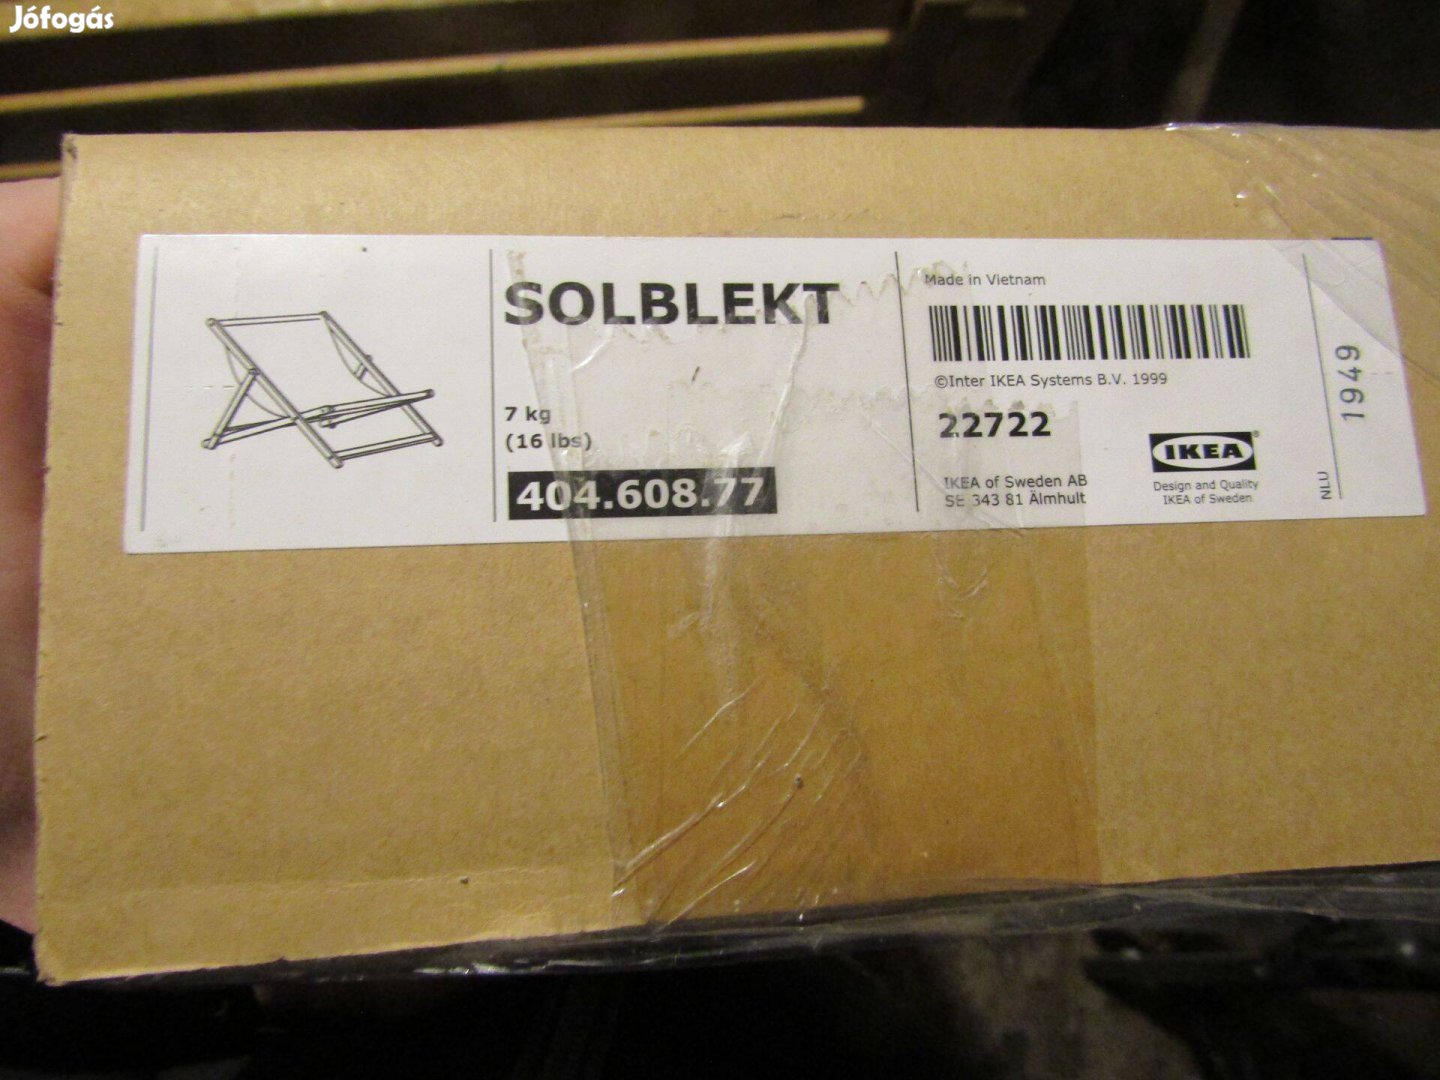 Jófogás
SOLBLEKT
7 kg
(16 lbs)
404.608.77
Made in Vietnam
©Inter IKEA Systems B.V. 1999
22722
IKEA of Sweden AB
SE 343 81 Älmhult
IKEA®
Design and Quality
IKEA of Sweden
NLU
1949